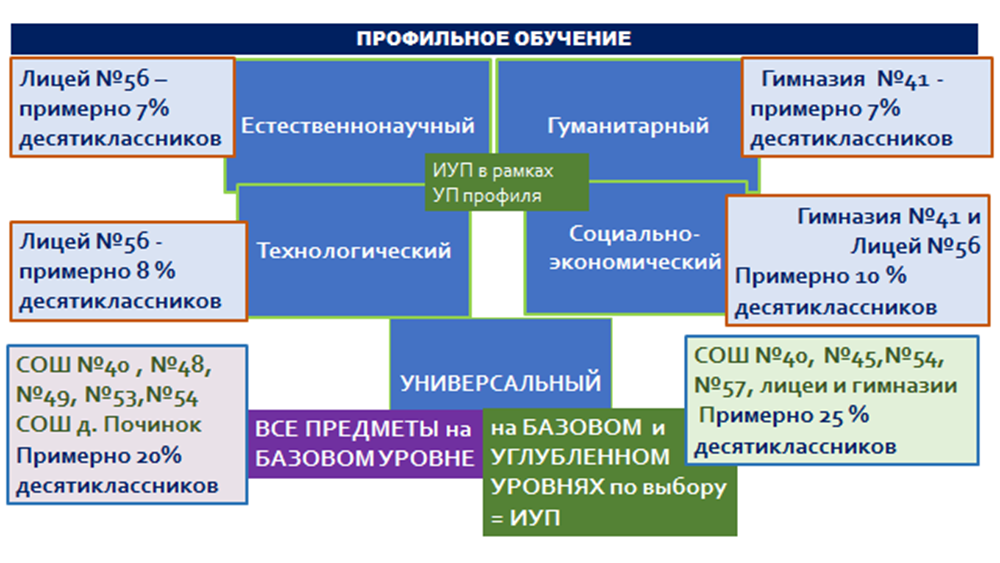 ПРОФИЛЬНОЕ ОБУЧЕНИЕ
Лицей №56 –
примерно 7%
десятиклассников
Естественнонаучный
Гуманитарный
Гимназия №41 -
примерно 7%
десятиклассников
ИУП в рамках
УП профиля
Лицей №56 -
примерно 8 %
десятиклассников
Технологический
Социально-
экономический
Гимназия №41 и
Лицей №56
Примерно 10 %
десятиклассников
СОШ №40 , №48,
№49, №53,№54
СОШ д. Починок
Примерно 20%
десятиклассников
УНИВЕРСАЛЬНЫЙ
ВСЕ ПРЕДМЕТЫ на
БАЗОВОМ УРОВНЕ
на БАЗОВОМ и
УГЛУБЛЕННОМ
УРОВНЯХ по выбору
= ИУП
СОШ №40, №45,№54,
№57, лицеи и гимназии
Примерно 25 %
десятиклассников